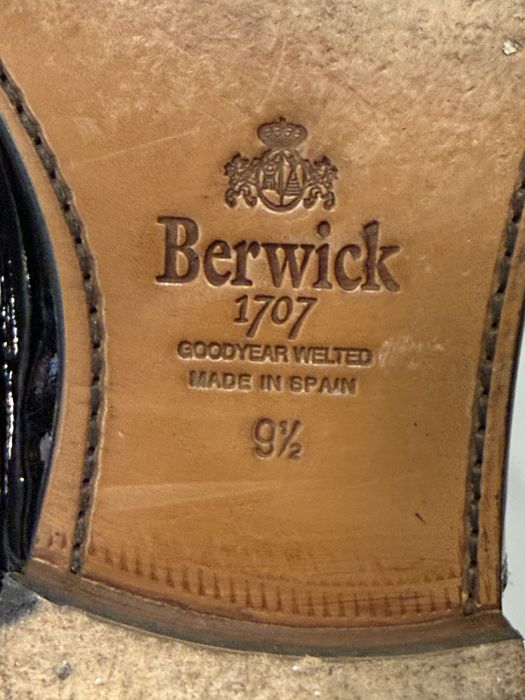 Berwick
1707
GOODYEAR WELTED
MADE IN SPAIN
9½